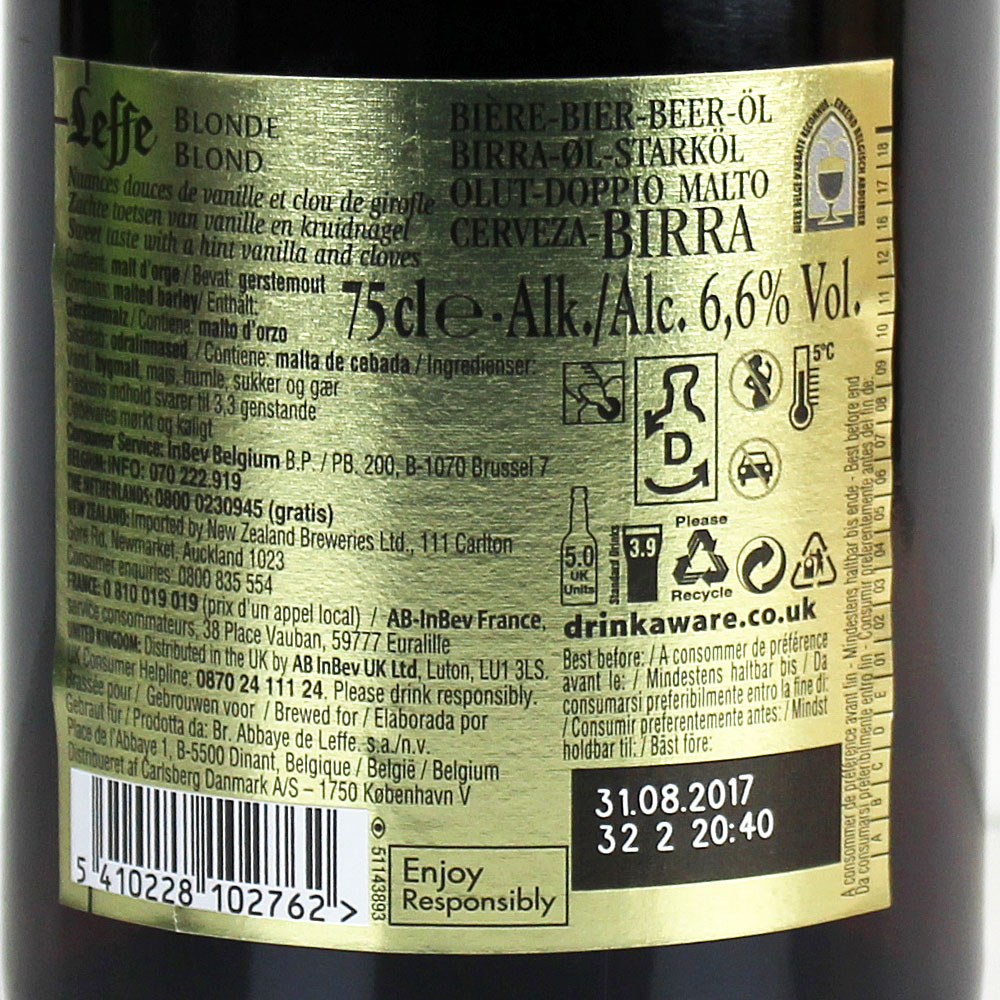 Leffe BLONDE
BLOND
Nuances douces de vanille et clou de girofle
Zachte toetsen van vanille en kruidnagel
Sweet taste with a hint vanilla and cloves
BIÈRE-BIER-BEER-ÖL
BIRRA-ØL-STARKÖL
OLUT-DOPPIO MALTO
CERVEZA-BIRRA
75cle·Alk./Alc. 6,6% Vol.
Contient: malt d'orge / Bevat: gerstemout
Contains: malted barley/ Enthält:
Gerstenmalz / Contiene: malto d'orzo
Sisältää: ohralinnased. / Contiene: malta de cebada / Ingredienser:
Vand, bygmalt, majs, humle, sukker og gær
Flaskens indhold svarer til 3,3 genstande
Opbevares mørkt og køligt
Consumer Service: InBev Belgium B.P. / PB. 200, B-1070 Brussel 7
BELGIUM: INFO: 070 222.919
THE NETHERLANDS: 0800 0230945 (gratis)
NEW ZEALAND: Imported by New Zealand Breweries Ltd., 111 Carlton
Gore Rd, Newmarket, Auckland 1023
Consumer enquiries: 0800 835 554
FRANCE: 0 810 019 019 (prix d'un appel local) / AB-InBev France,
service consommateurs, 38 Place Vauban, 59777 Euralille
UNITED KINGDOM: Distributed in the UK by AB InBev UK Ltd, Luton, LU1 3LS.
UK Consumer Helpline: 0870 24 111 24. Please drink responsibly.
Brassée pour / Gebrouwen voor / Brewed for / Elaborada por
Gebraut für / Prodotta da: Br. Abbaye de Leffe. s.a./n.v.
Place de l'Abbaye 1, B-5500 Dinant, Belgique / België / Belgium
Distribueret af Carlsberg Danmark A/S – 1750 København V
5°C
D
5.0
UK
Units
Standard Drinks
3.9
Please
Recycle
drinkaware.co.uk
Best before: / A consommer de préférence
avant le: / Mindestens haltbar bis / Da
consumarsi preferibilmente entro la fine di:
/ Consumir preferentemente antes: / Mindst
holdbar til: / Bäst före:
31.08.2017
32 2 20:40
5 410228 102762 >
51143893
Enjoy
Responsibly
A consommer de préférence avant fin - Mindestens haltbar bis ende - Best before end
Da consumarsi preferibilmente entro fin - Consumir preferentemente antes del fin de:
A B C D E 01 02 03 04 05 06 07 08 09 10 11 12 16 17 18